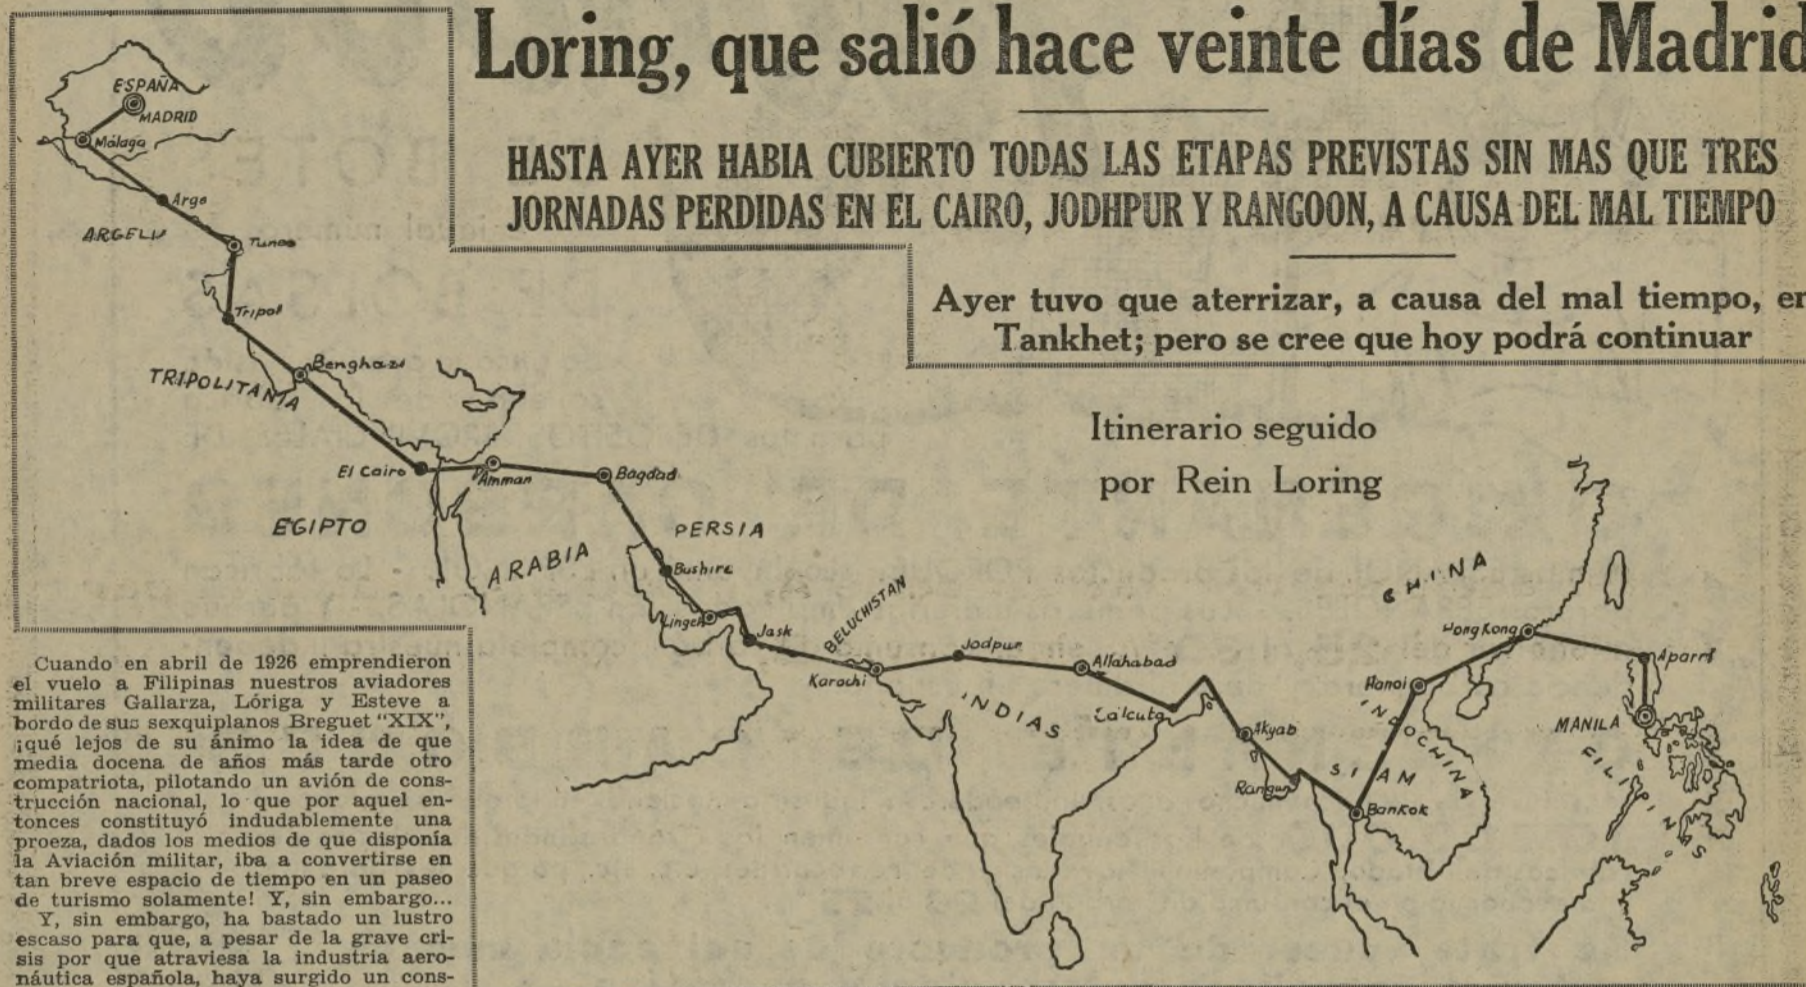 Loring, que salió hace veinte días de Madrid
HASTA AYER HABIA CUBIERTO TODAS LAS ETAPAS PREVISTAS SIN MAS QUE TRES
JORNADAS PERDIDAS EN EL CAIRO, JODHPUR Y RANGOON, A CAUSA DEL MAL TIEMPO
Ayer tuvo que aterrizar, a causa del mal tiempo, en
Tankhet; pero se cree que hoy podrá continuar
Itinerario seguido
por Rein Loring
ESPAÑA
MADRID
Málaga
Arge
ARGELI
Tunes
Tripol
Benghazi
TRIPOLITANIA
El Cairo
Amman
Bagdad
EGIPTO
ARABIA
PERSIA
Bushire
Lingeh
Jask
BELUCHISTAN
Karachi
Jodpur
Allahabad
INDIAS
Calcuta
Akyab
Rangun
SIAM
Bankok
INDOCHINA
Hanoi
Hong Kong
CHINA
Aparri
MANILA
FILIPINAS
Cuando en abril de 1926 emprendieron
el vuelo a Filipinas nuestros aviadores
militares Gallarza, Lóriga y Esteve a
bordo de sus sexquiplanos Breguet "XIX",
¡qué lejos de su ánimo la idea de que
media docena de años más tarde otro
compatriota, pilotando un avión de cons-
trucción nacional, lo que por aquel en-
tonces constituyó indudablemente una
proeza, dados los medios de que disponía
la Aviación militar, iba a convertirse en
tan breve espacio de tiempo en un paseo
de turismo solamente! Y, sin embargo...
Y, sin embargo, ha bastado un lustro
escaso para que, a pesar de la grave cri-
sis por que atraviesa la industria aero-
náutica española, haya surgido un cons-